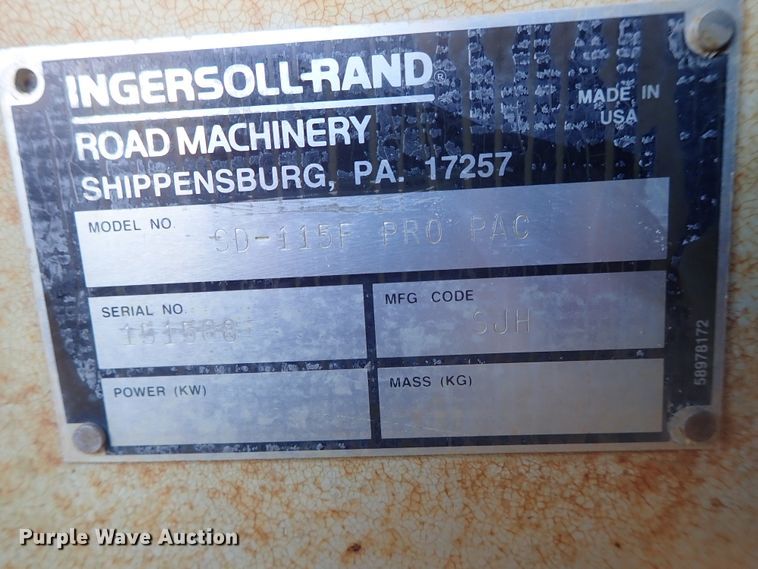 INGERSOLL-RAND®
MADE IN
USA
ROAD MACHINERY
SHIPPENSBURG, PA. 17257
MODEL NO. SD-115F PRO PAC
SERIAL NO.
MFG CODE SJH
POWER (KW)
MASS (KG)
58978172
Purple Wave Auction